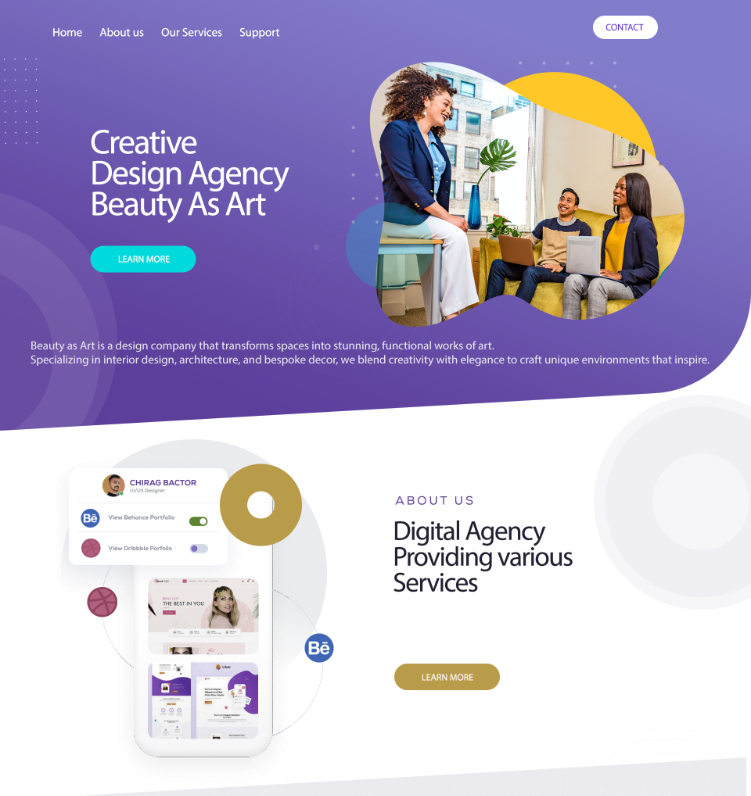 Home About us Our Services Support CONTACT
Creative
Design Agency
Beauty As Art
LEARN MORE
Beauty as Art is a design company that transforms spaces into stunning, functional works of art.
Specializing in interior design, architecture, and bespoke decor, we blend creativity with elegance to craft unique environments that inspire.
CHIRAG BACTOR
UI/UX Designer
Bē View Behance Portfolio
View Dribbble Porfolio
THE BEST IN YOU
Bē
ABOUT US
Digital Agency
Providing various
Services
LEARN MORE